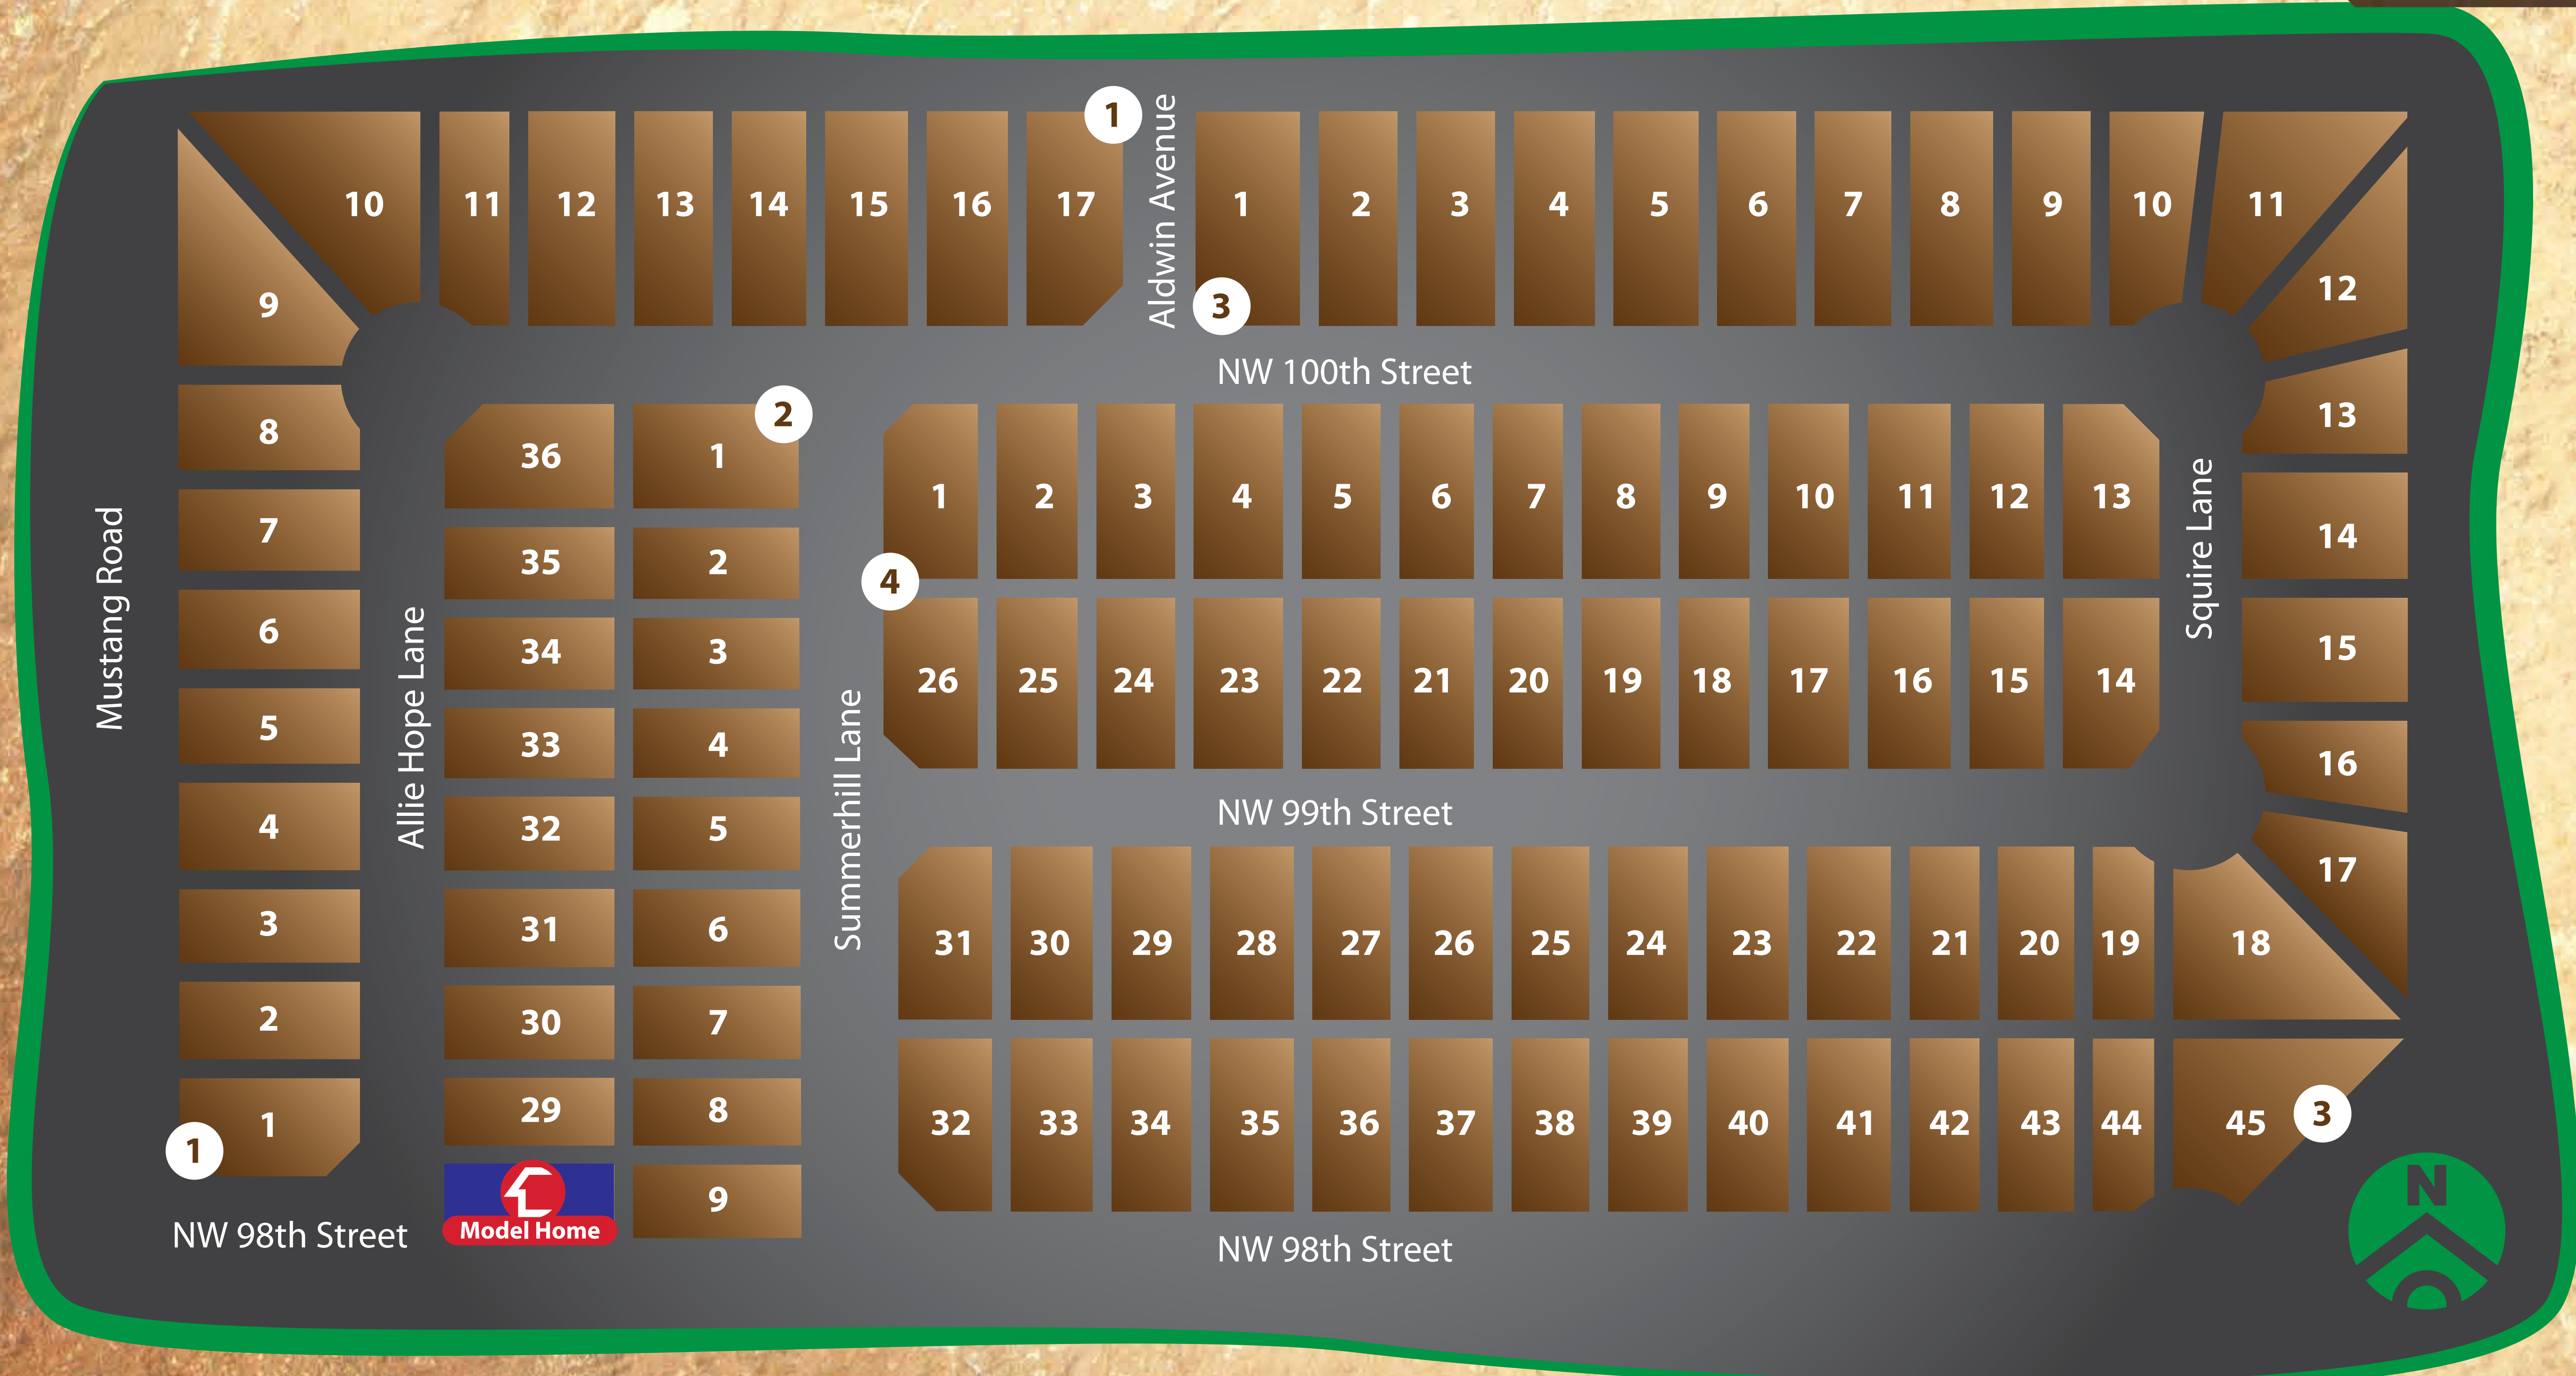 1
Aldwin Avenue
10 11 12 13 14 15 16 17
1 2 3 4 5 6 7 8 9 10 11
9
3
12
NW 100th Street
2
8
36 1
13
1 2 3 4 5 6 7 8 9 10 11 12 13
Squire Lane
7
35 2
14
4
Mustang Road
6
34 3
15
26 25 24 23 22 21 20 19 18 17 16 15 14
Allie Hope Lane
5
33 4
16
Summerhill Lane
4
32 5
NW 99th Street
17
3
31 6
31 30 29 28 27 26 25 24 23 22 21 20 19 18
2
30 7
1
29 8
32 33 34 35 36 37 38 39 40 41 42 43 44 45
3
1
9
Model Home
N
NW 98th Street
NW 98th Street